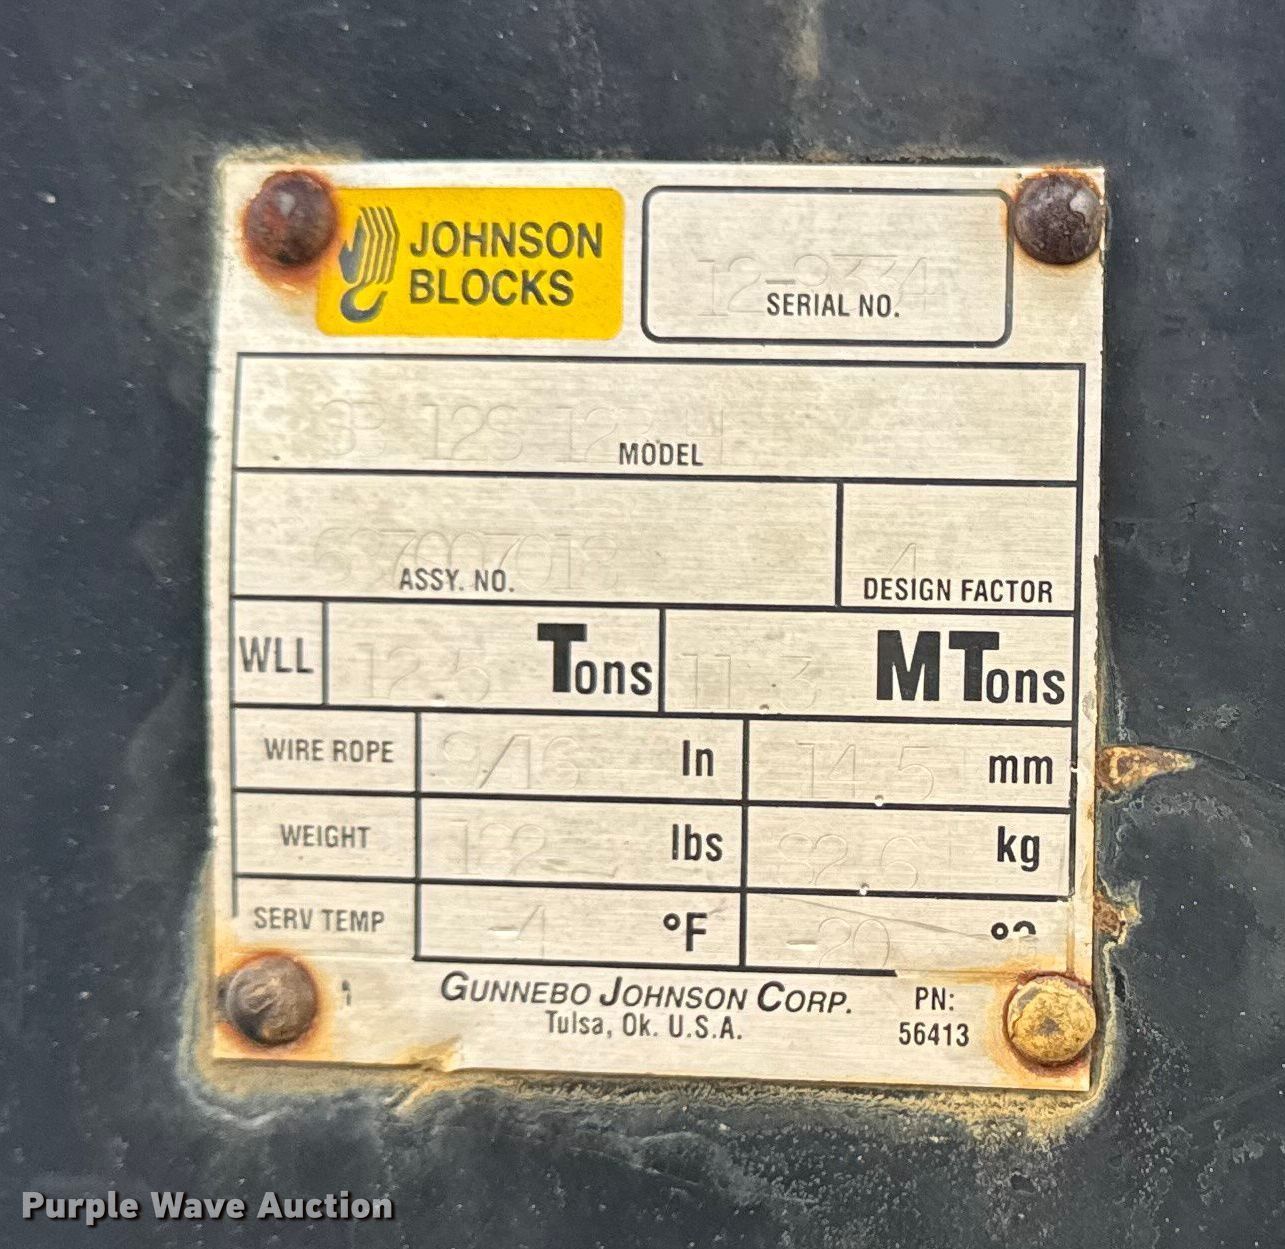 JOHNSON
BLOCKS
SERIAL NO.
MODEL
ASSY. NO.
4
DESIGN FACTOR
WLL 12.5 Tons 11.3 MTons
WIRE ROPE 9/16 In 14.5 mm
WEIGHT lbs kg
SERV TEMP -4 °F -20
GUNNEBO JOHNSON CORP.
Tulsa, Ok. U.S.A.
PN:
56413
Purple Wave Auction